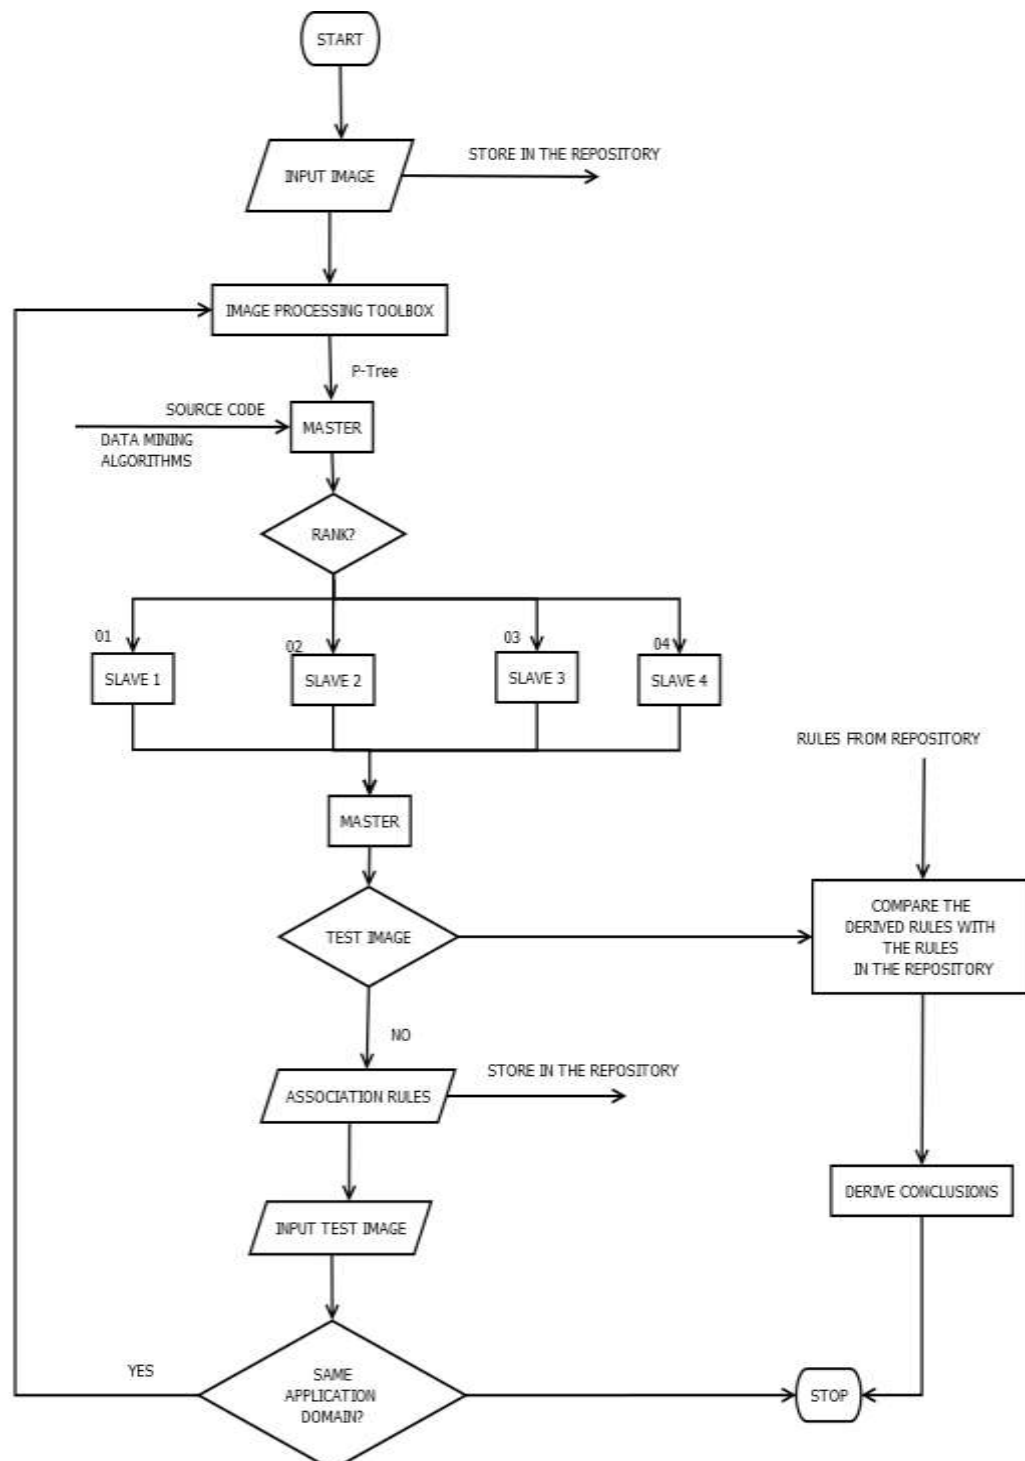 START
STORE IN THE REPOSITORY
INPUT IMAGE
IMAGE PROCESSING TOOLBOX
P-Tree
SOURCE CODE
MASTER
DATA MINING
ALGORITHMS
RANK?
01
02
03
04
SLAVE 1
SLAVE 2
SLAVE 3
SLAVE 4
RULES FROM REPOSITORY
MASTER
COMPARE THE
DERIVED RULES WITH
THE RULES
IN THE REPOSITORY
TEST IMAGE
NO
STORE IN THE REPOSITORY
ASSOCIATION RULES
DERIVE CONCLUSIONS
INPUT TEST IMAGE
YES
SAME
APPLICATION
DOMAIN?
STOP